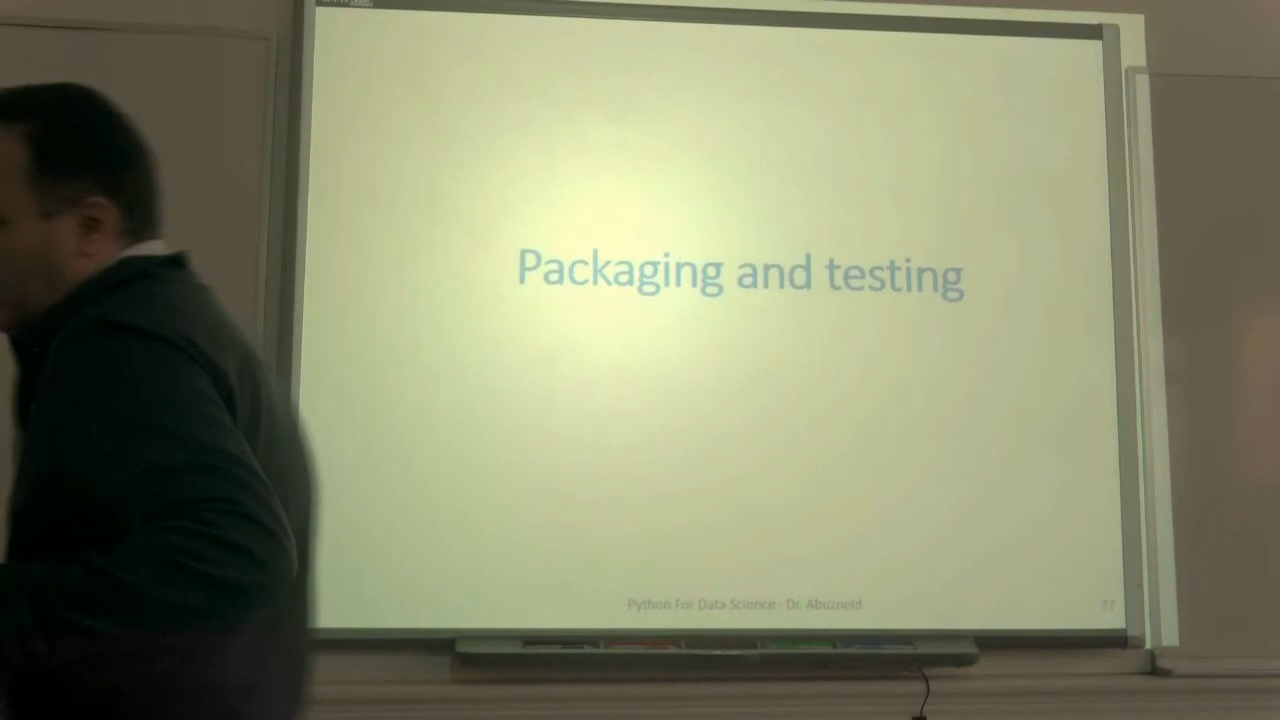 Packaging and testing
Python For Data Science - Dr. Abuzneid
77